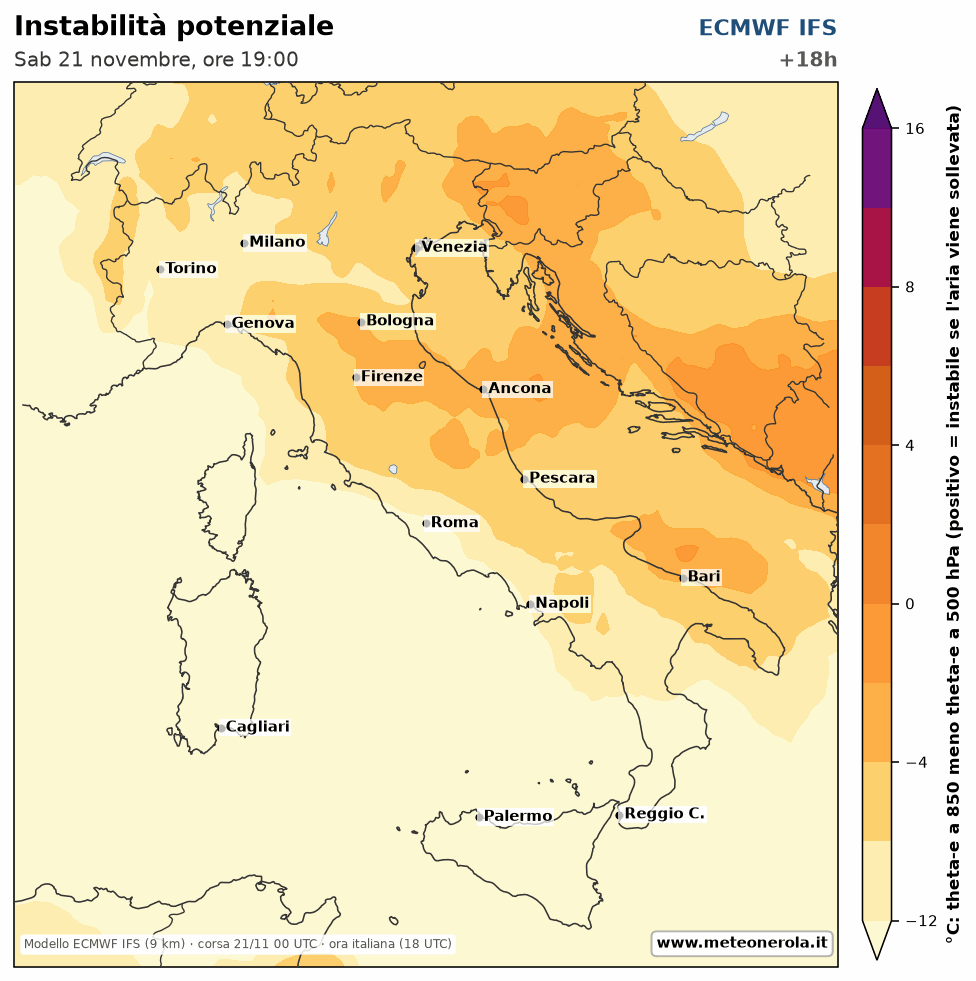 Instabilità potenziale
ECMWF IFS
Sab 21 novembre, ore 19:00
+18h
Milano
Venezia
Torino
Genova
Bologna
Firenze
Ancona
Pescara
Roma
Bari
Napoli
Cagliari
Palermo
Reggio C.
Modello ECMWF IFS (9 km) · corsa 21/11 00 UTC · ora italiana (18 UTC)
www.meteonerola.it
16
8
4
0
−4
−12
°C: theta-e a 850 meno theta-e a 500 hPa (positivo = instabile se l'aria viene sollevata)